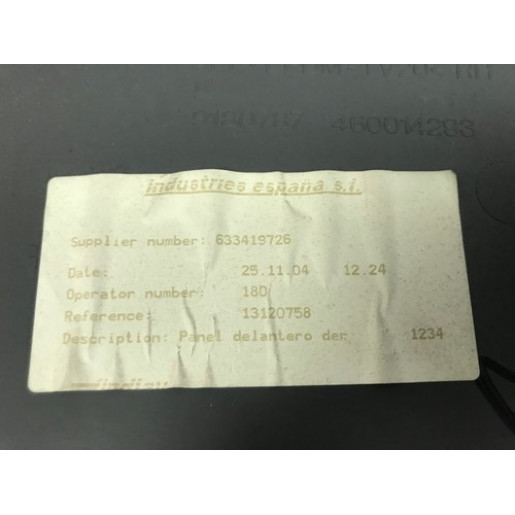 460014293
industries españa s.l.
Supplier number: 633419726
Date: 25.11.04 12.24
Operator number 180
Reference: 13120758
Description: Panel delantero der 1234